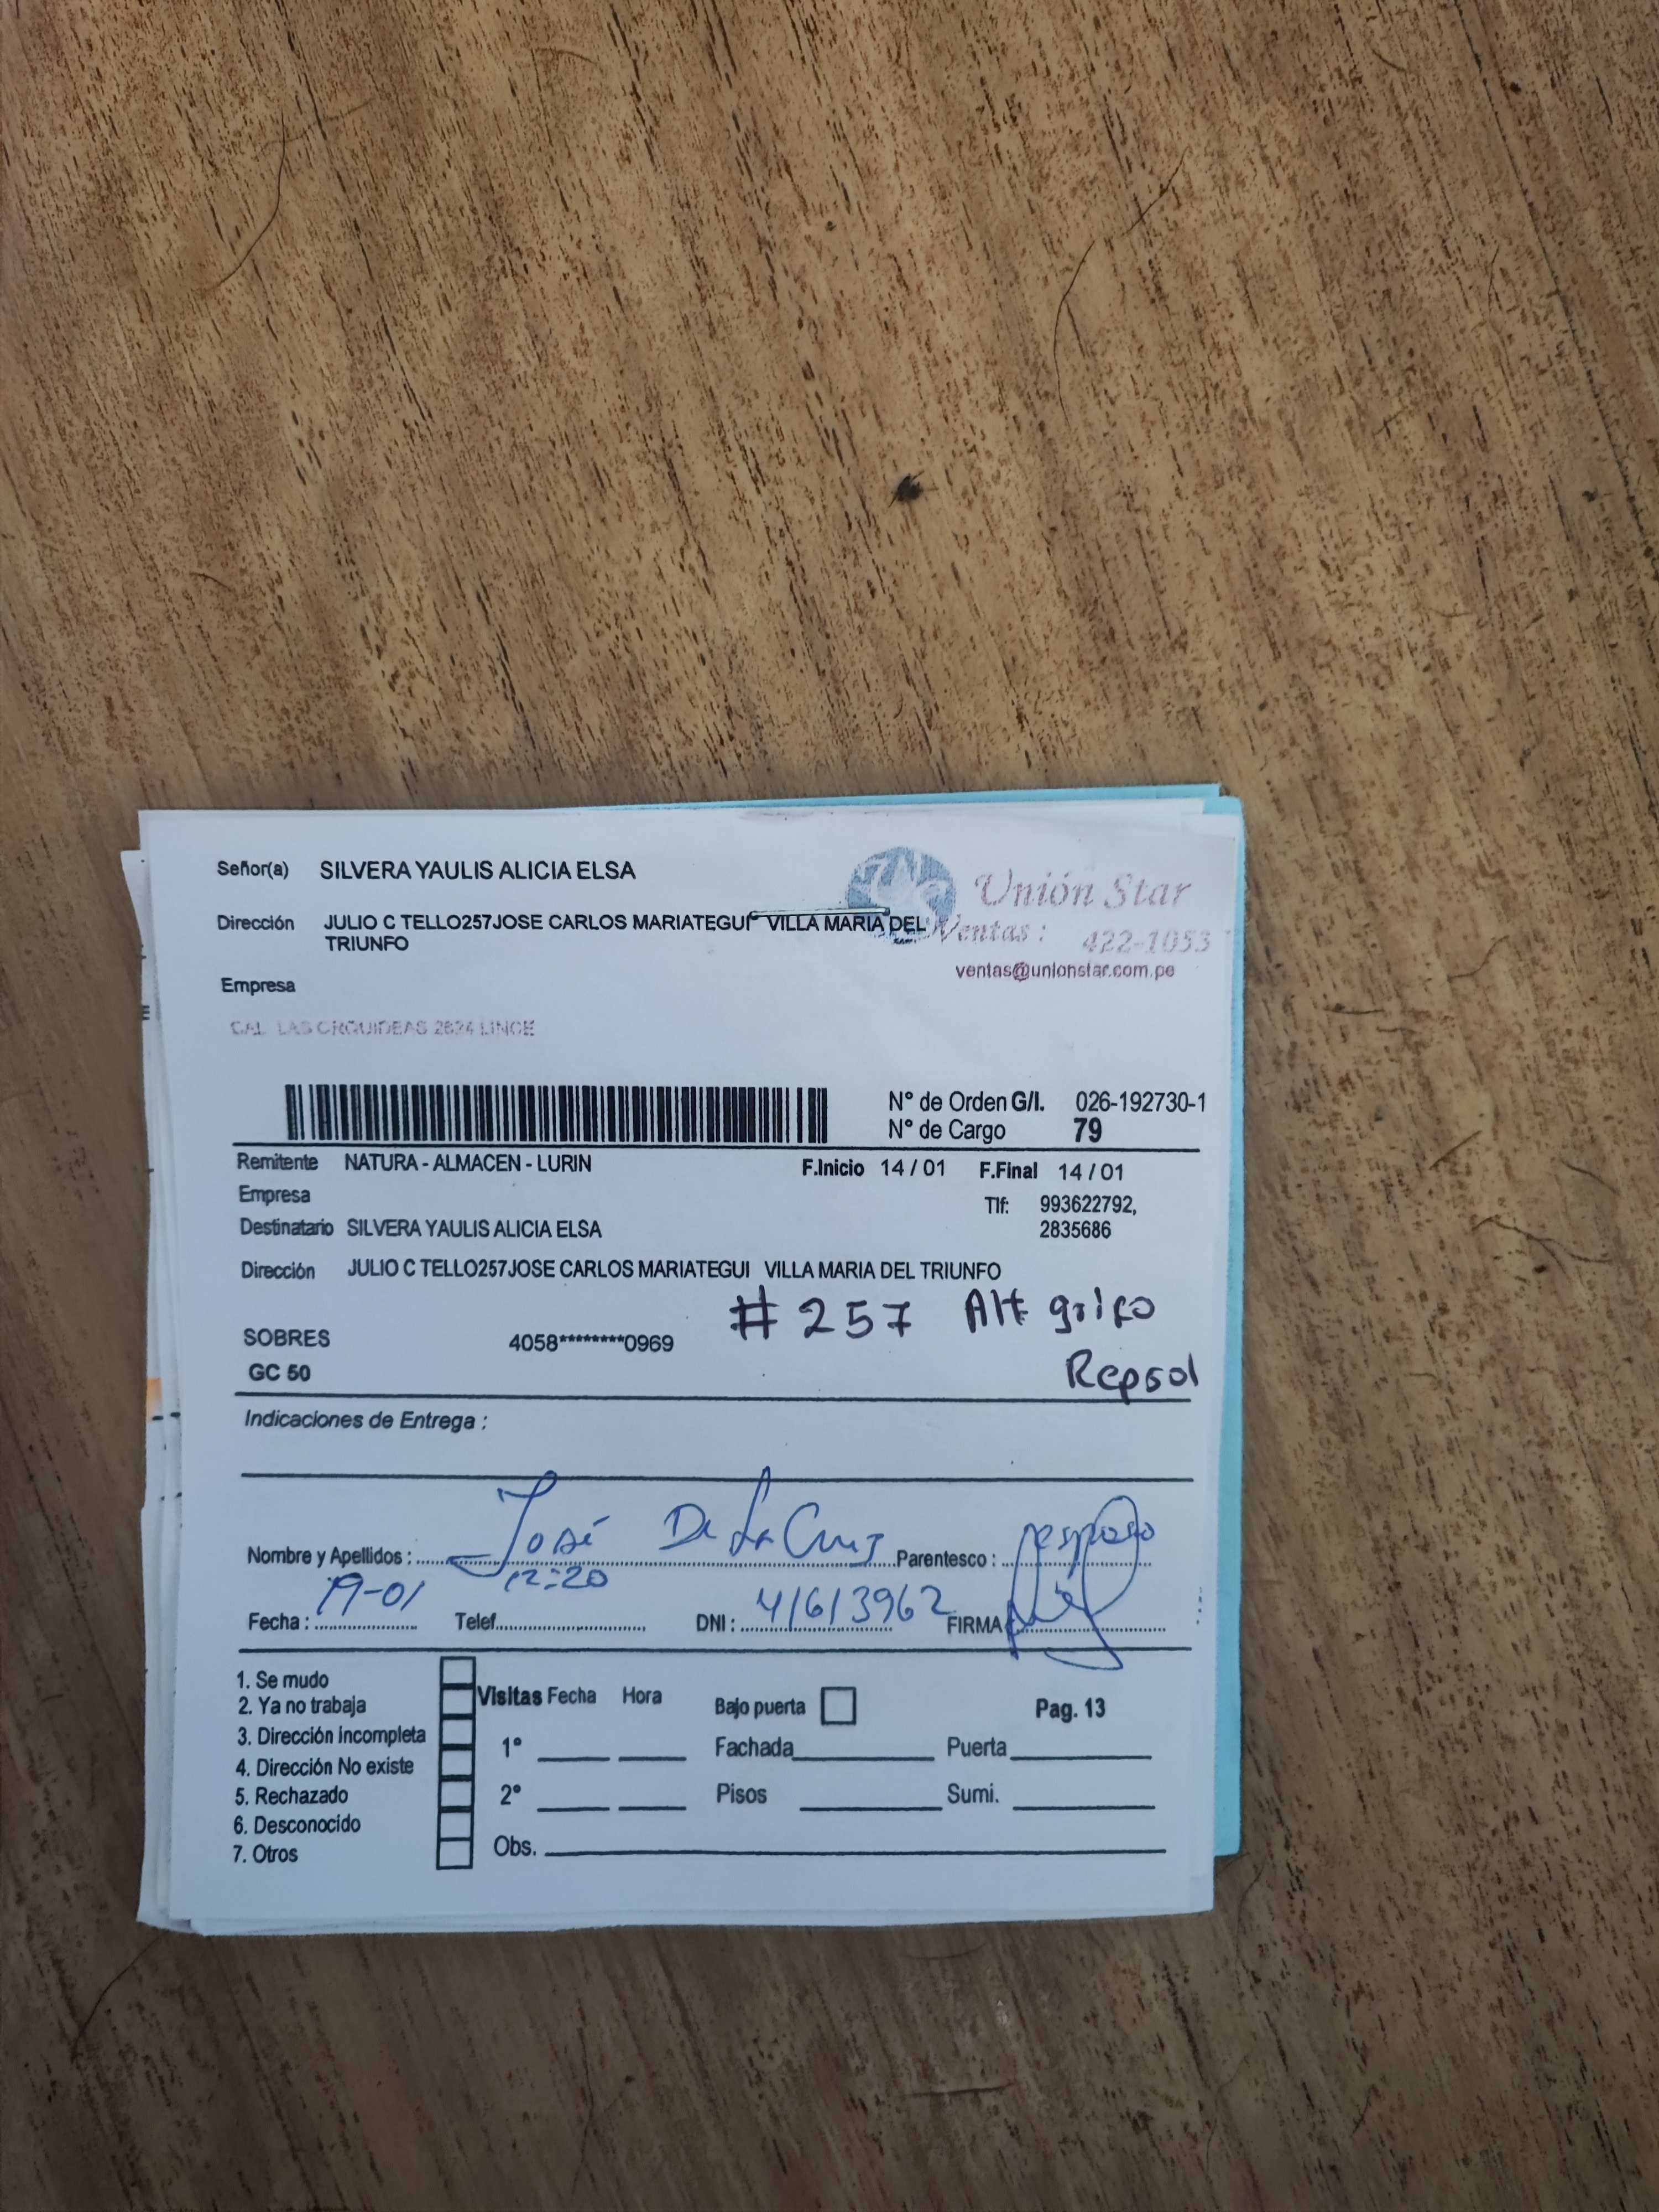 Señor(a) SILVERA YAULIS ALICIA ELSA
Unión Star
Dirección JULIO C TELLO257JOSE CARLOS MARIATEGUI VILLA MARIA DEL
TRIUNFO
Ventas : 422-1053
ventas@unionstar.com.pe
Empresa
CAL LAS ORQUIDEAS 2624 LINCE
N° de Orden G/I. 026-192730-1
N° de Cargo 79
Remitente NATURA - ALMACEN - LURIN F.Inicio 14 / 01 F.Final 14 / 01
Empresa Tlf: 993622792,
Destinatario SILVERA YAULIS ALICIA ELSA 2835686
Dirección JULIO C TELLO257JOSE CARLOS MARIATEGUI VILLA MARIA DEL TRIUNFO
# 257 Alt grifo
SOBRES 4058********0969
GC 50 Repsol
Indicaciones de Entrega :
Nombre y Apellidos : José De La Cruz Parentesco : esposo
Fecha : 19-01 12:20 Telef. DNI : 41613962 FIRMA
1. Se mudo
2. Ya no trabaja
3. Dirección Incompleta
4. Dirección No existe
5. Rechazado
6. Desconocido
7. Otros
Visitas Fecha Hora Bajo puerta Pag. 13
1° Fachada Puerta
2° Pisos Sumi.
Obs.